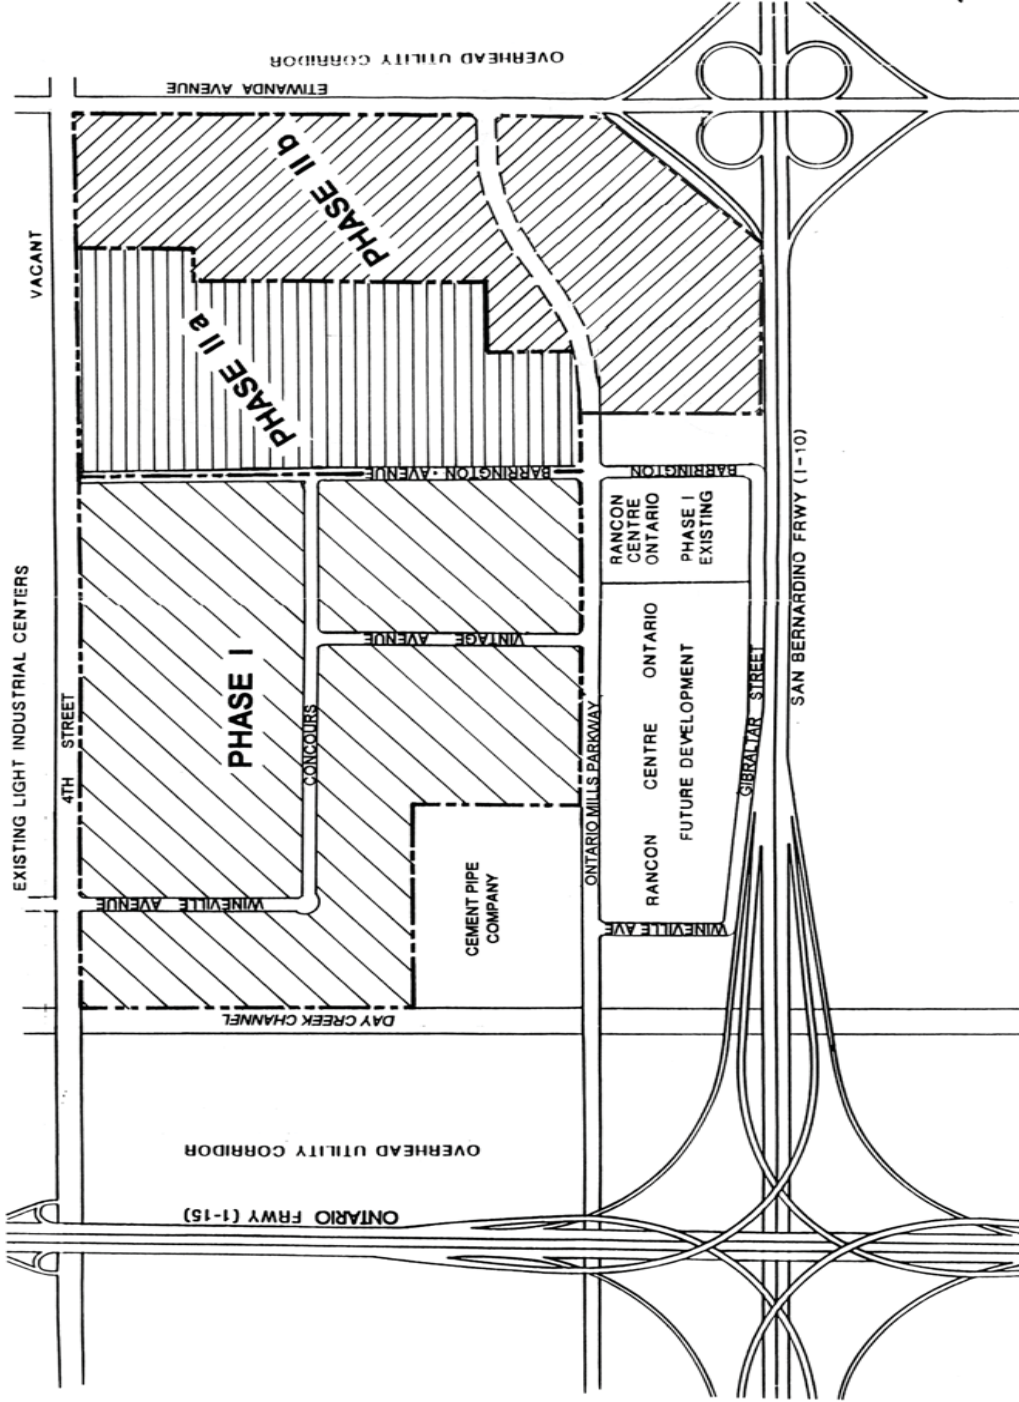 OVERHEAD UTILITY CORRIDOR
ETIWANDA AVENUE
VACANT
PHASE II b
PHASE II a
BARRINGTON - AVENUE
BARRINGTON
EXISTING LIGHT INDUSTRIAL CENTERS
4TH STREET
PHASE I
CONCOURS
VINTAGE AVENUE
WINEVILLE AVENUE
CEMENT PIPE
COMPANY
ONTARIO MILLS PARKWAY
RANCON
CENTRE
ONTARIO
PHASE I
EXISTING
RANCON CENTRE ONTARIO
FUTURE DEVELOPMENT
GIBRALTAR STREET
SAN BERNARDINO FRWY (I-10)
WINEVILLE AVE
DAY CREEK CHANNEL
OVERHEAD UTILITY CORRIDOR
ONTARIO FRWY (1-15)